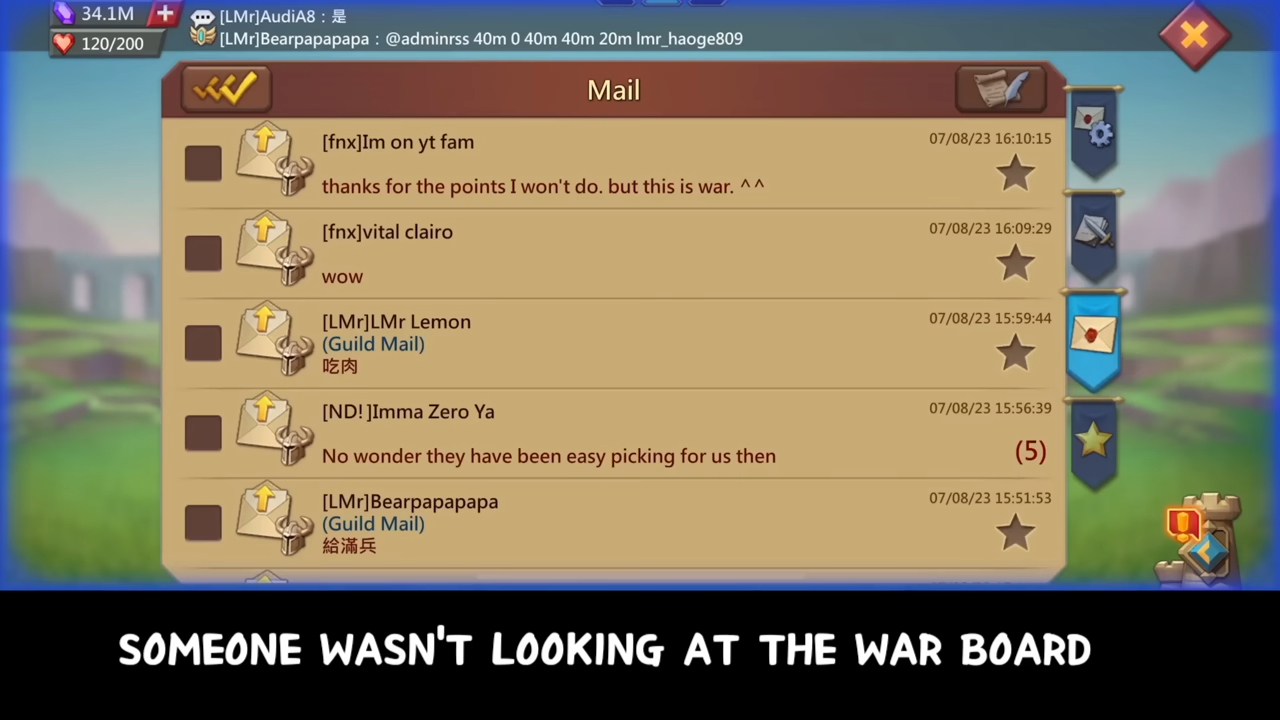 34.1M
120/200
[LMr]AudiA8 : 是
[LMr]Bearpapapapa : @adminrss 40m 0 40m 40m 20m lmr_haoge809
Mail
[fnx]Im on yt fam
07/08/23 16:10:15
thanks for the points I won't do. but this is war. ^^
[fnx]vital clairo
07/08/23 16:09:29
wow
[LMr]LMr Lemon
07/08/23 15:59:44
(Guild Mail)
吃肉
[ND!]Imma Zero Ya
07/08/23 15:56:39
No wonder they have been easy picking for us then
(5)
[LMr]Bearpapapapa
07/08/23 15:51:53
(Guild Mail)
給滿兵
SOMEONE WASN'T LOOKING AT THE WAR BOARD